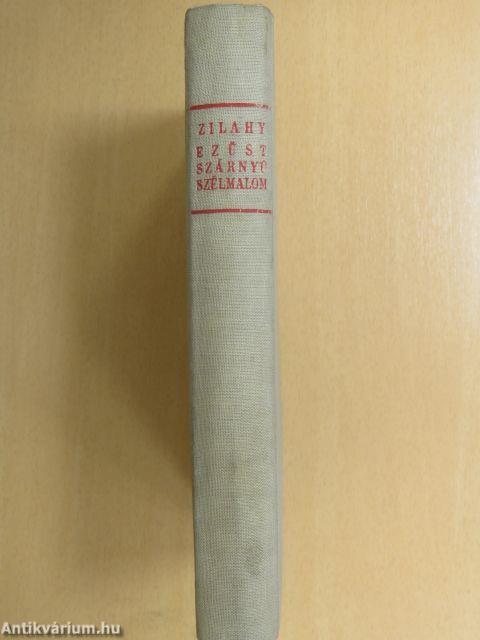 ZILAHY
EZÜST
SZÁRNYÚ
SZÉLMALOM
Antikvárium.hu